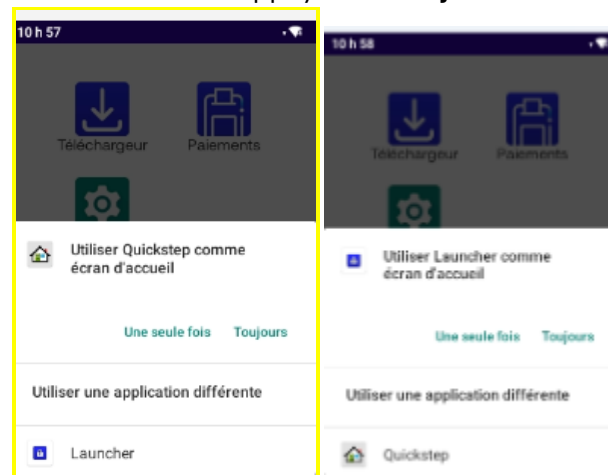 10 h 57
Téléchargeur Paiements
Utiliser Quickstep comme
écran d'accueil
Une seule fois Toujours
Utiliser une application différente
Launcher
10 h 58
Téléchargeur Paiements
Utiliser Launcher comme
écran d'accueil
Une seule fois Toujours
Utiliser une application différente
Quickstep